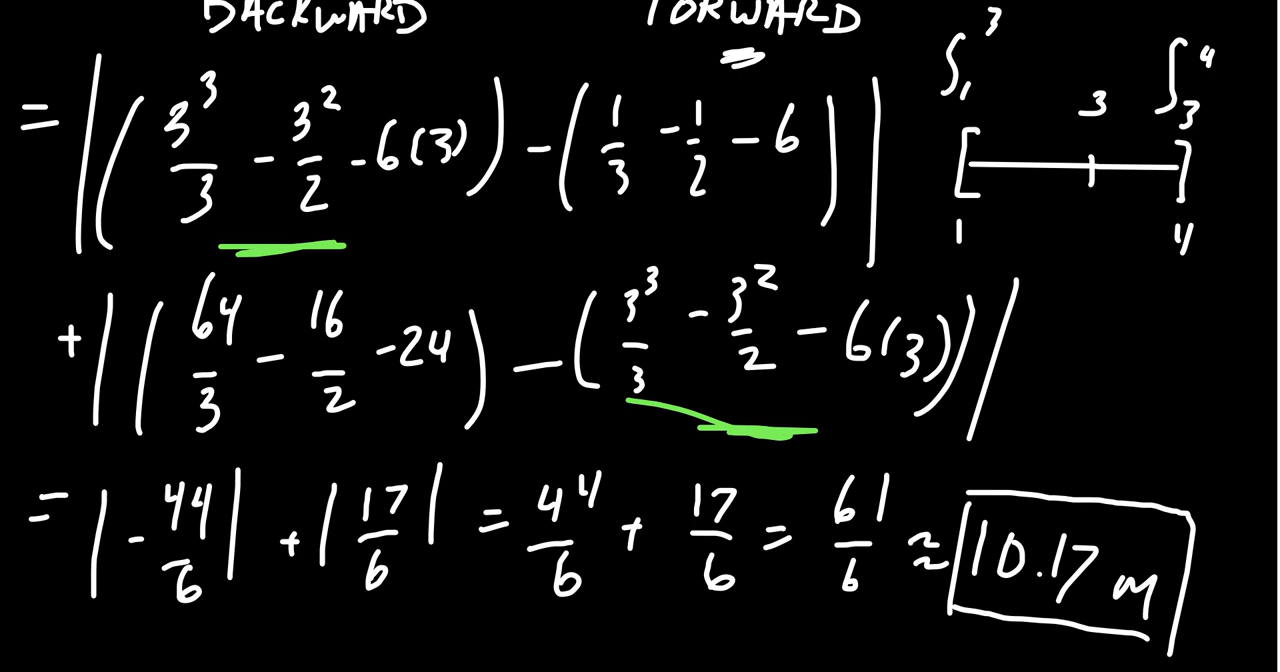 BACKWARD FORWARD
= |(3³/3 - 3²/2 - 6(3)) - (1/3 - 1/2 - 6)| ∫₁³ ∫₃⁴
[ 3 ]
1 4
+ |(64/3 - 16/2 - 24) - (3³/3 - 3²/2 - 6(3))|
= |-44/6| + |17/6| = 44/6 + 17/6 = 61/6 ≈ 10.17 m